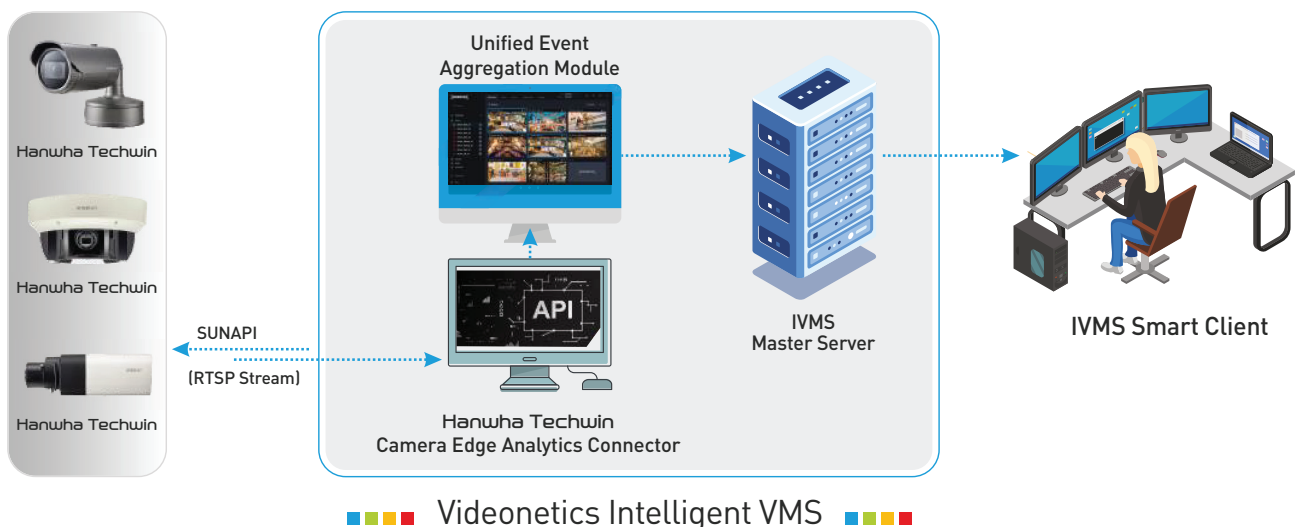 Unified Event
Aggregation Module
Hanwha Techwin
Hanwha Techwin
Hanwha Techwin
SUNAPI
(RTSP Stream)
API
Hanwha Techwin
Camera Edge Analytics Connector
IVMS
Master Server
IVMS Smart Client
Videonetics Intelligent VMS